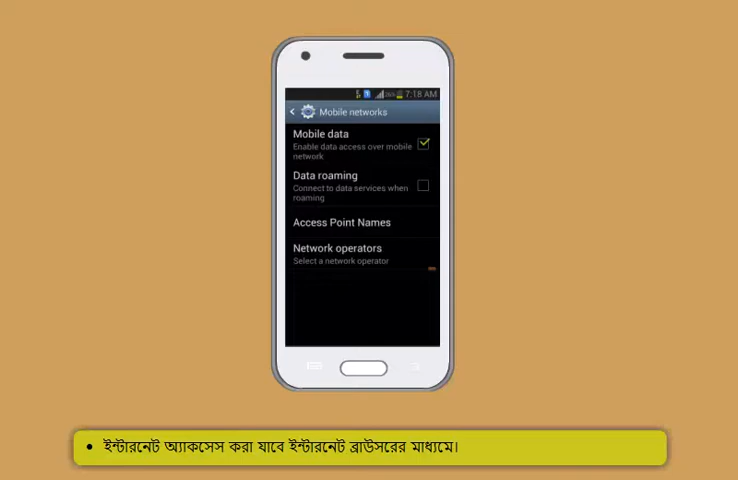 7:18 AM
Mobile networks
Mobile data
Enable data access over mobile
network
Data roaming
Connect to data services when
roaming
Access Point Names
Network operators
Select a network operator
• ইন্টারনেট অ্যাকসেস করা যাবে ইন্টারনেট ব্রাউসরের মাধ্যমে।